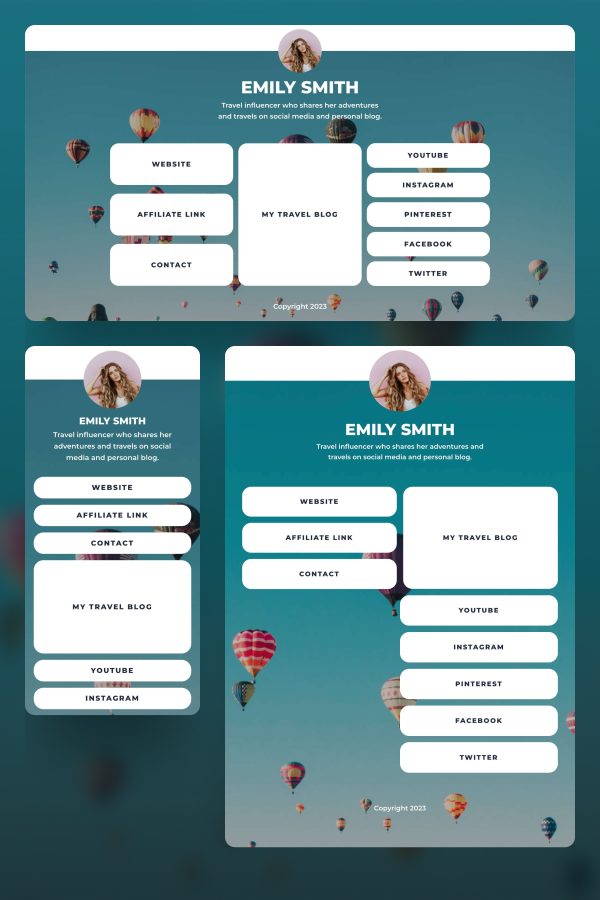 EMILY SMITH
Travel influencer who shares her adventures
and travels on social media and personal blog.
WEBSITE
AFFILIATE LINK
CONTACT
MY TRAVEL BLOG
YOUTUBE
INSTAGRAM
PINTEREST
FACEBOOK
TWITTER
Copyright 2023
EMILY SMITH
Travel influencer who shares her
adventures and travels on social
media and personal blog.
WEBSITE
AFFILIATE LINK
CONTACT
MY TRAVEL BLOG
YOUTUBE
INSTAGRAM
EMILY SMITH
Travel influencer who shares her adventures and
travels on social media and personal blog.
WEBSITE
AFFILIATE LINK
CONTACT
MY TRAVEL BLOG
YOUTUBE
INSTAGRAM
PINTEREST
FACEBOOK
TWITTER
Copyright 2023